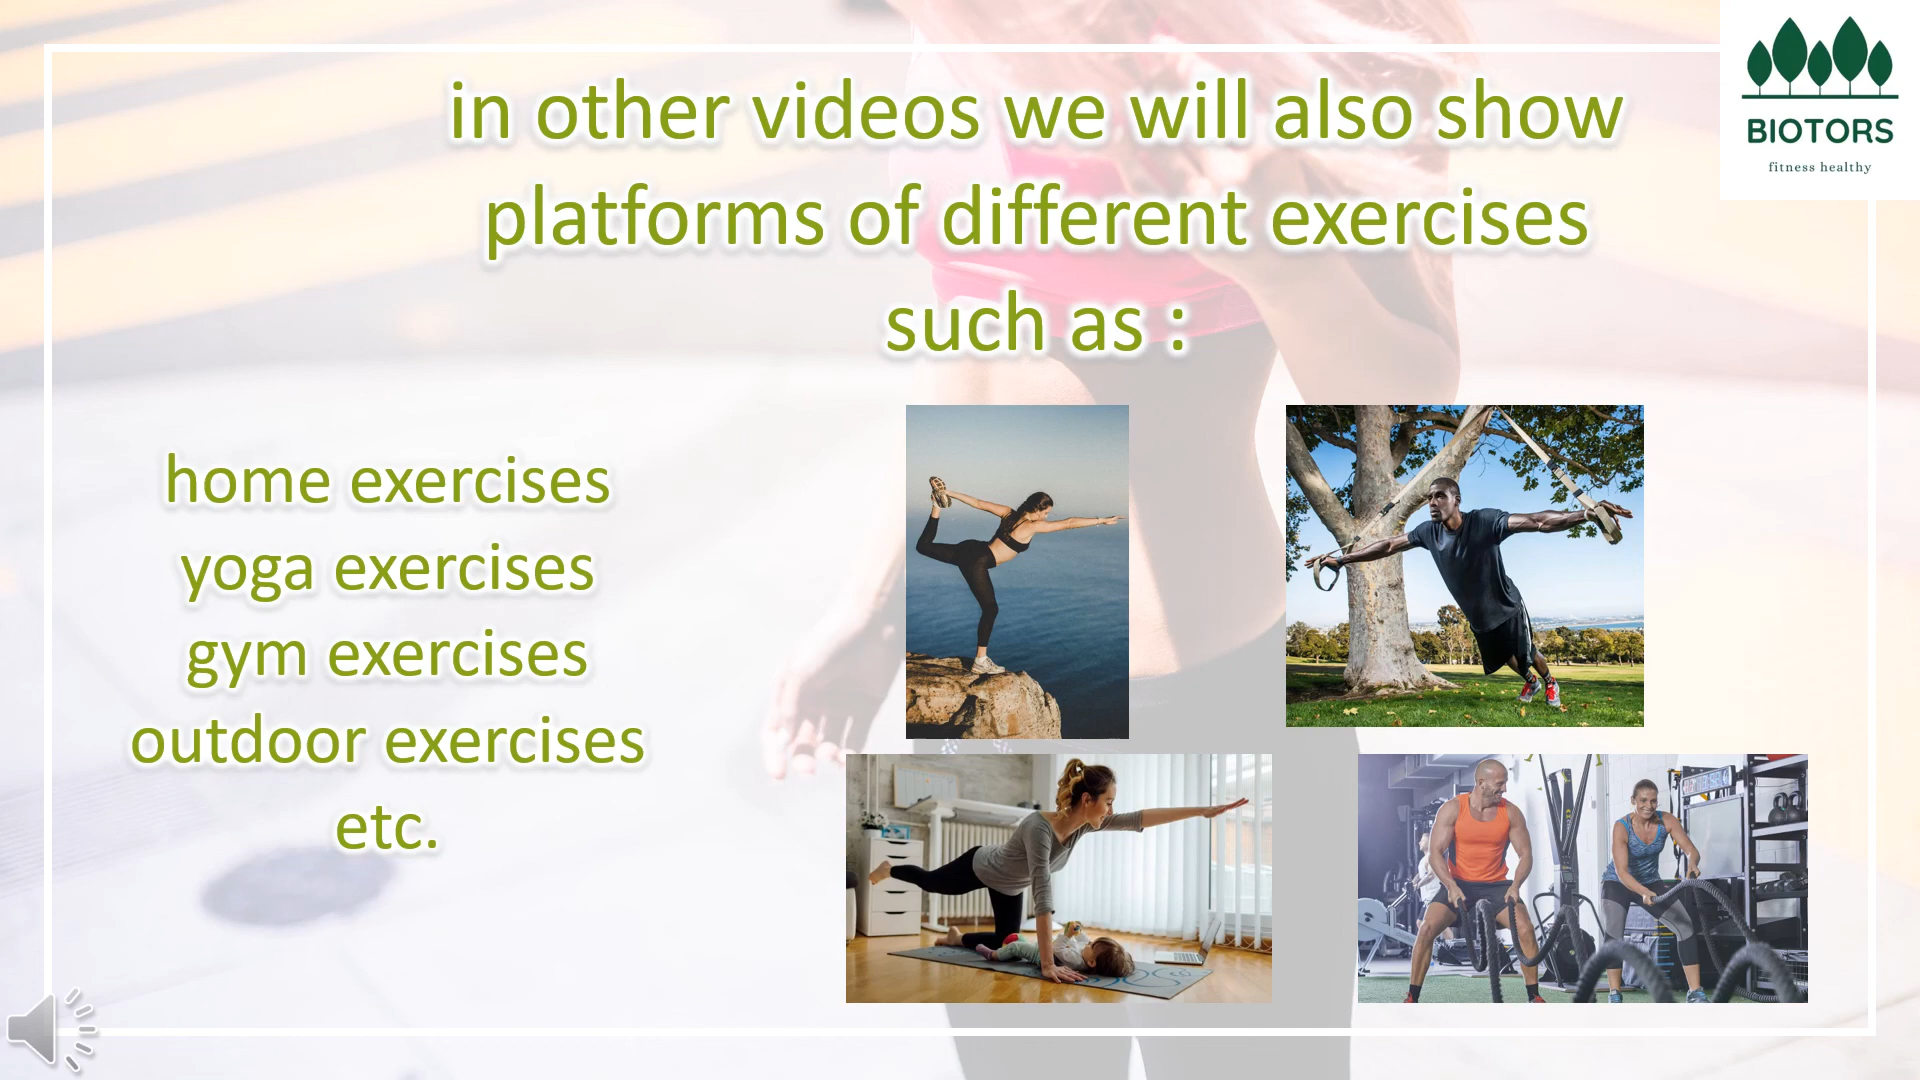 in other videos we will also show
platforms of different exercises
such as :
BIOTORS
fitness healthy
home exercises
yoga exercises
gym exercises
outdoor exercises
etc.